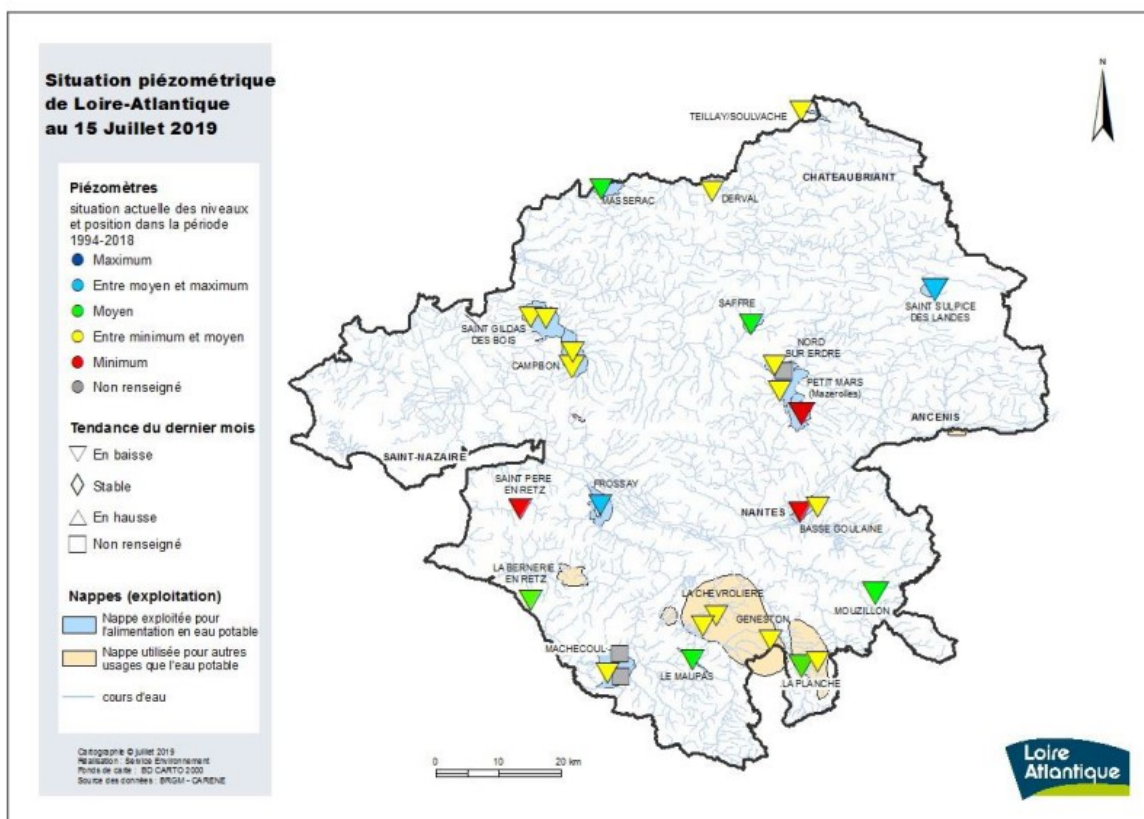 Situation piézométrique
de Loire-Atlantique
au 15 Juillet 2019
Piézomètres
situation actuelle des niveaux
et position dans la période
1994-2018
Maximum
Entre moyen et maximum
Moyen
Entre minimum et moyen
Minimum
Non renseigné
Tendance du dernier mois
En baisse
Stable
En hausse
Non renseigné
Nappes (exploitation)
Nappe exploitée pour
l'alimentation en eau potable
Nappe utilisée pour autres
usages que l'eau potable
cours d'eau
Cartographie © juillet 2019
Réalisation : Service Environnement
Fonds de carte : BD CARTO 2000
Source des données : BRGM - CARENE
N
TEILLAY/SOULVACHE
CHATEAUBRIANT
MASSERAC
DERVAL
SAINT SULPICE
DES LANDES
SAFFRE
SAINT GILDAS
DES BOIS
CAMPBON
NORD
SUR ERDRE
PETIT MARS
(Mazerolles)
ANCENIS
SAINT-NAZAIRE
SAINT PERE
EN RETZ
FROSSAY
NANTES
BASSE GOULAINE
LA BERNERIE
EN RETZ
LA CHEVROLIERE
GENESTON
MOUZILLON
MACHECOUL
LE MAUPAS
LA PLANCHE
0 10 20 km
Loire
Atlantique